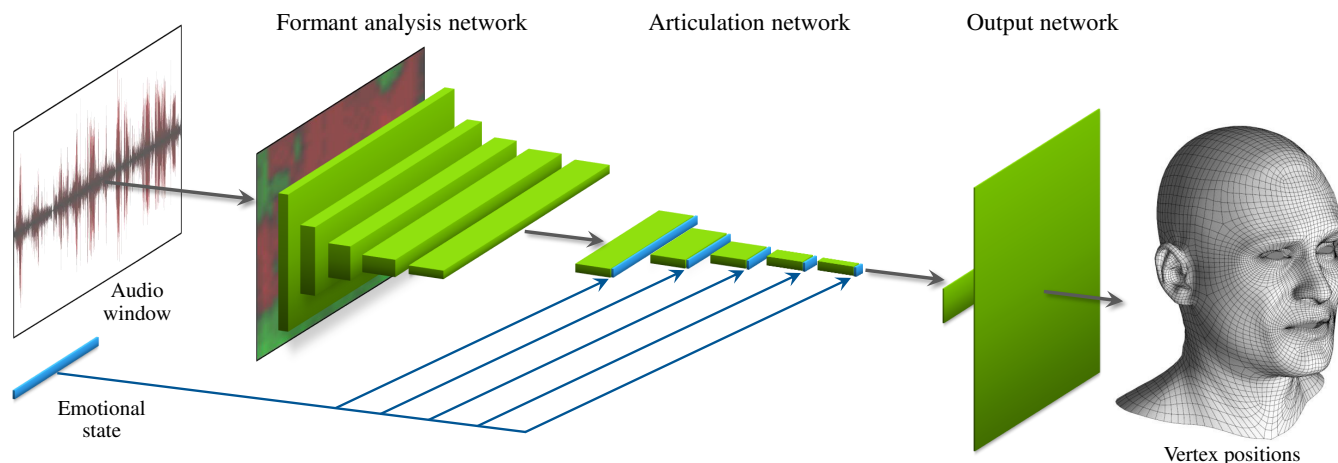 Formant analysis network
Articulation network
Output network
Audio
window
Emotional
state
Vertex positions